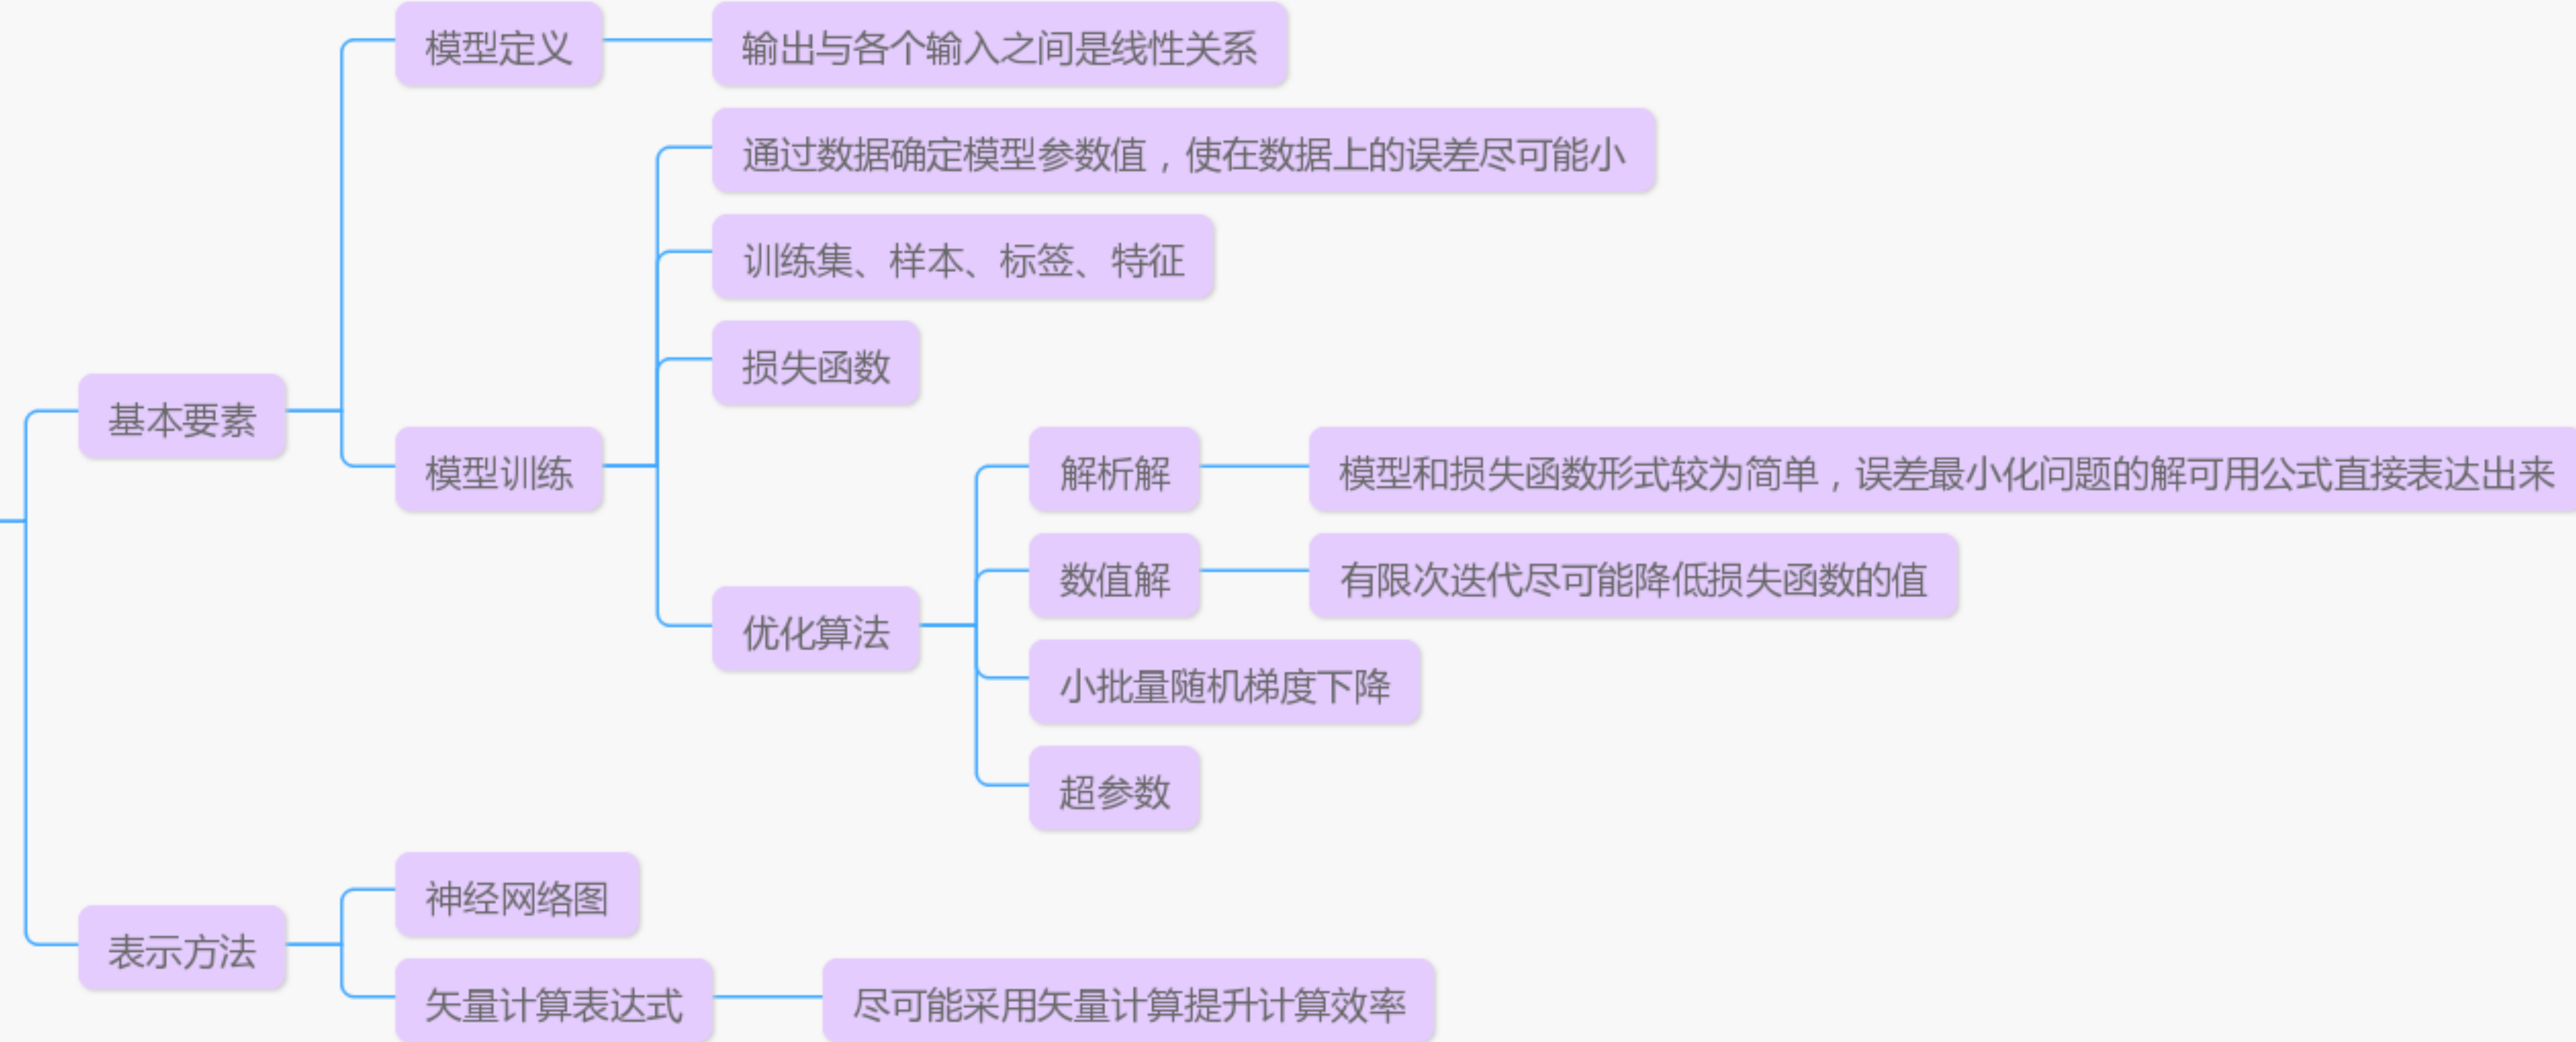 模型定义
输出与各个输入之间是线性关系
通过数据确定模型参数值，使在数据上的误差尽可能小
训练集、样本、标签、特征
损失函数
基本要素
模型训练
解析解
模型和损失函数形式较为简单，误差最小化问题的解可用公式直接表达出来
数值解
有限次迭代尽可能降低损失函数的值
优化算法
小批量随机梯度下降
超参数
神经网络图
表示方法
矢量计算表达式
尽可能采用矢量计算提升计算效率